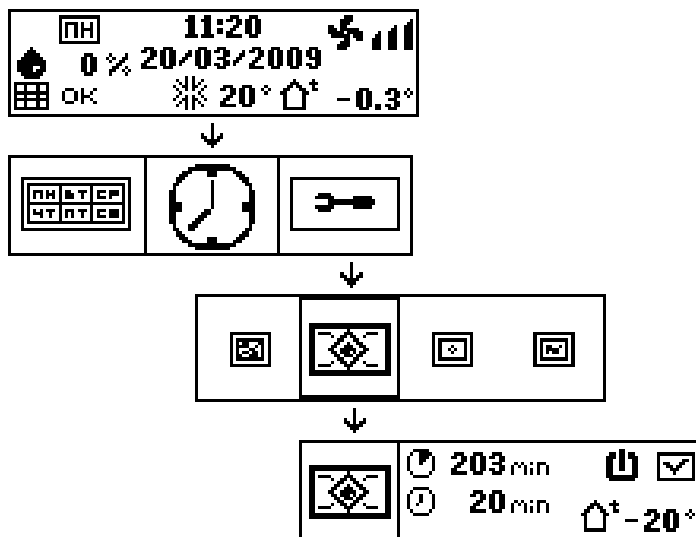 ПН 11:20
0 % 20/03/2009
OK 20° t -0.3°
ПН ВТ СР
ЧТ ПТ СВ
203 min
20 min t -20°